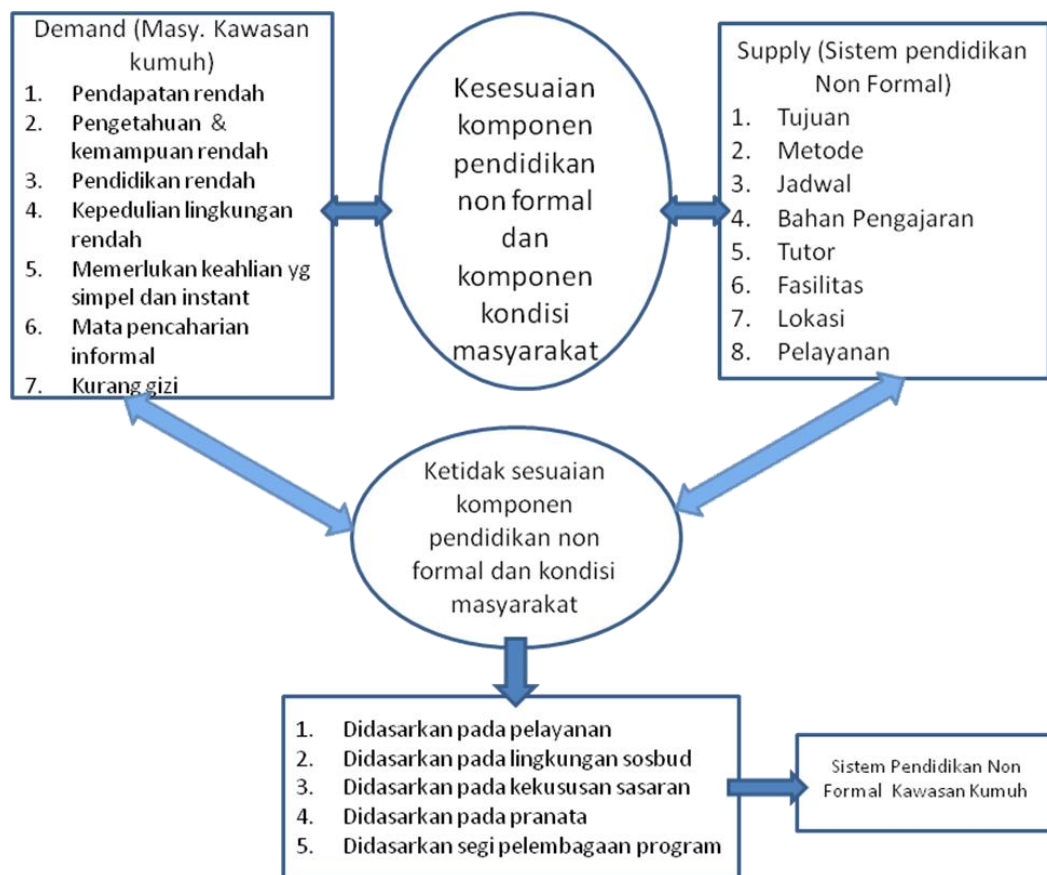 Demand (Masy. Kawasan
kumuh)
1. Pendapatan rendah
2. Pengetahuan &
kemampuan rendah
3. Pendidikan rendah
4. Kepedulian lingkungan
rendah
5. Memerlukan keahlian yg
simpel dan instant
6. Mata pencaharian
informal
7. Kurang gizi
Kesesuaian
komponen
pendidikan
non formal
dan
komponen
kondisi
masyarakat
Supply (Sistem pendidikan
Non Formal)
1. Tujuan
2. Metode
3. Jadwal
4. Bahan Pengajaran
5. Tutor
6. Fasilitas
7. Lokasi
8. Pelayanan
Ketidak sesuaian
komponen
pendidikan non
formal dan kondisi
masyarakat
1. Didasarkan pada pelayanan
2. Didasarkan pada lingkungan sosbud
3. Didasarkan pada kekususan sasaran
4. Didasarkan pada pranata
5. Didasarkan segi pelembagaan program
Sistem Pendidikan Non
Formal Kawasan Kumuh